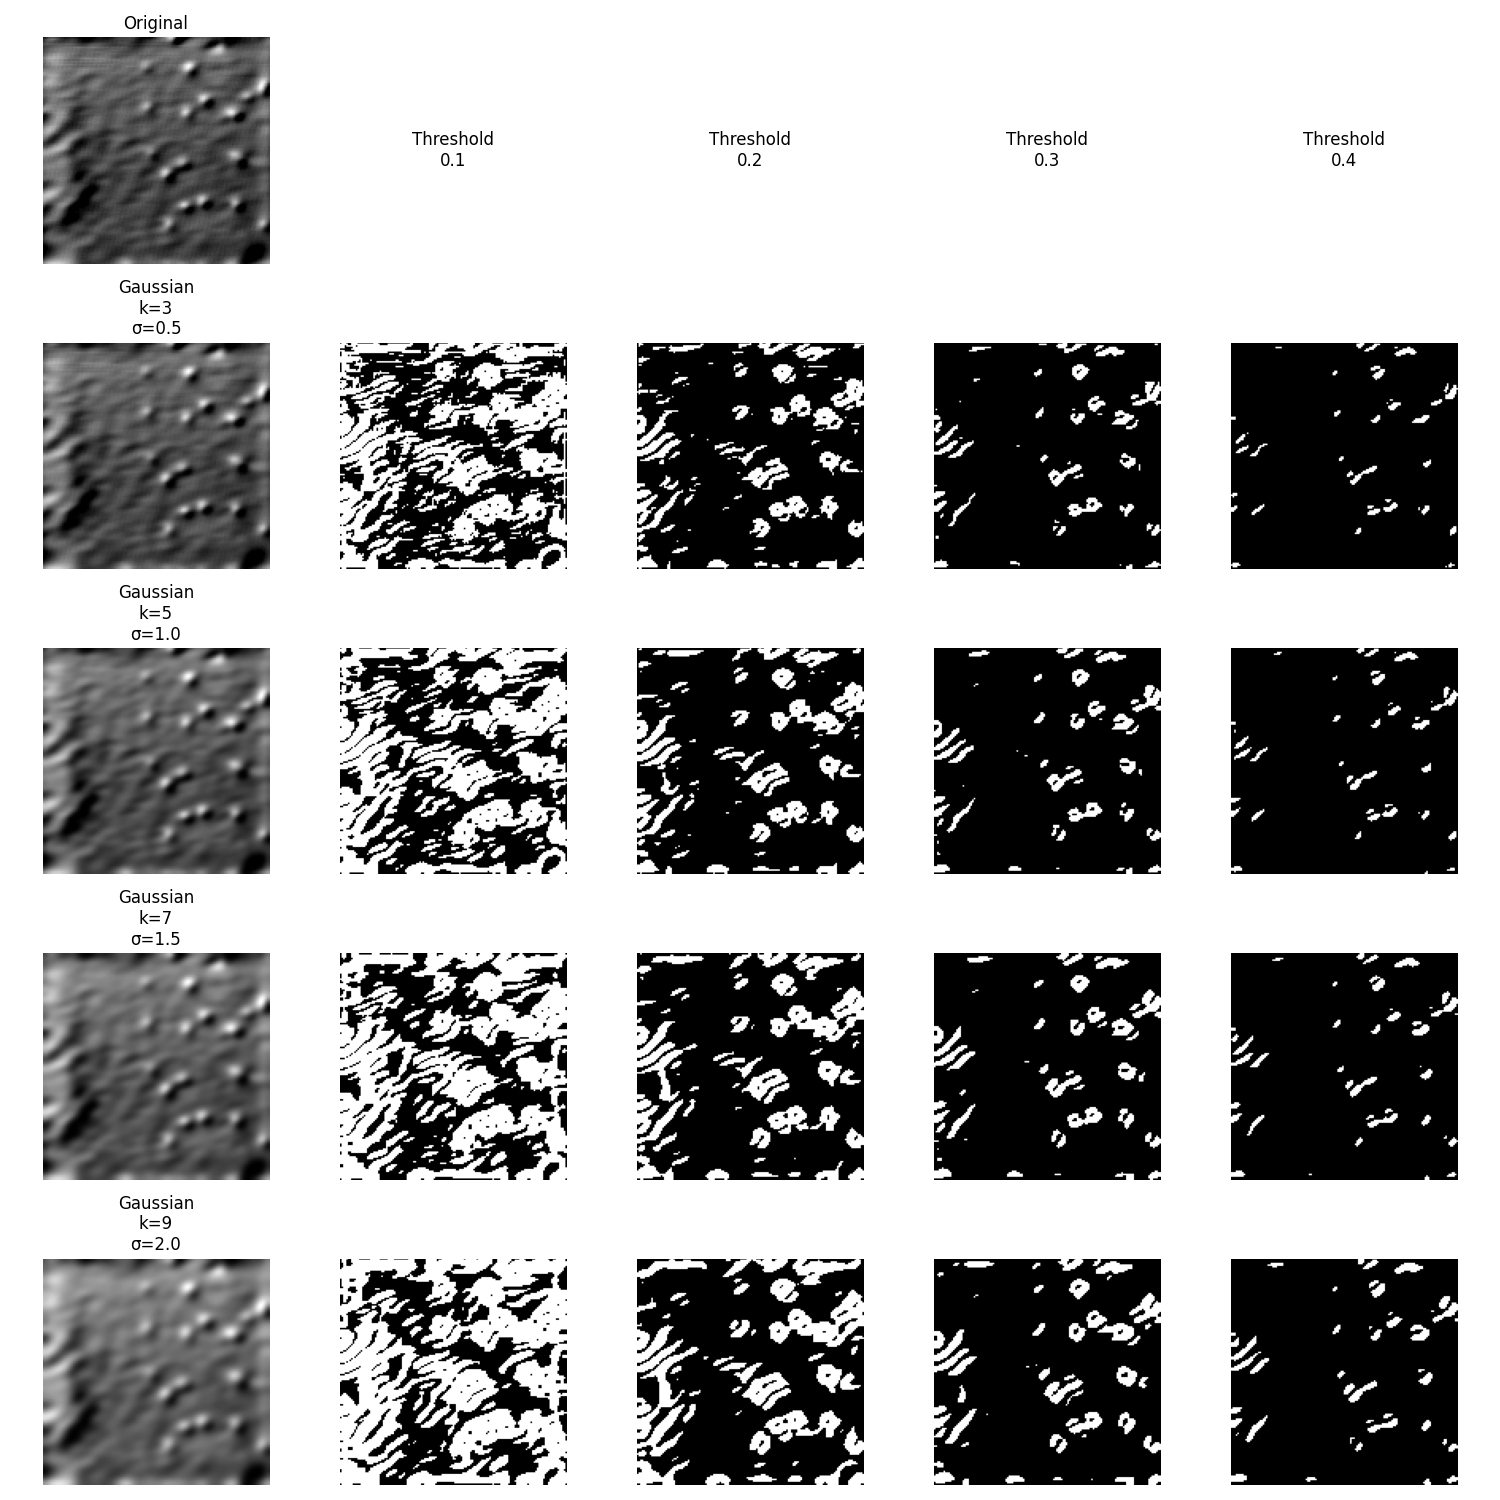 Original
Threshold
0.1
Threshold
0.2
Threshold
0.3
Threshold
0.4
Gaussian
k=3
σ=0.5
Gaussian
k=5
σ=1.0
Gaussian
k=7
σ=1.5
Gaussian
k=9
σ=2.0